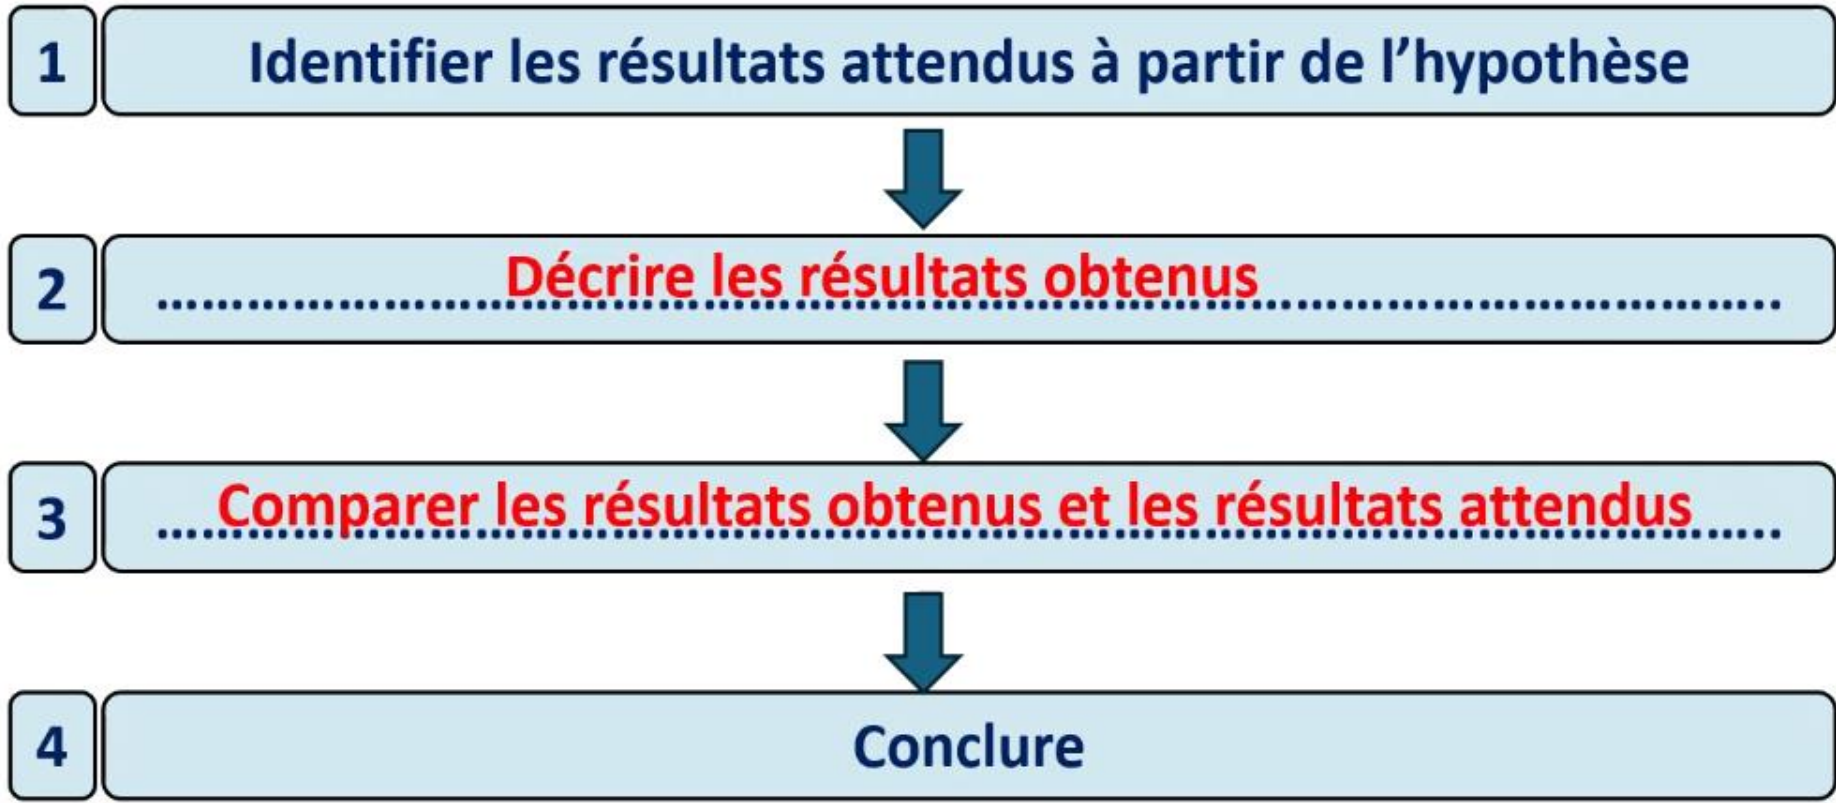 1 Identifier les résultats attendus à partir de l’hypothèse
2 Décrire les résultats obtenus
3 Comparer les résultats obtenus et les résultats attendus
4 Conclure